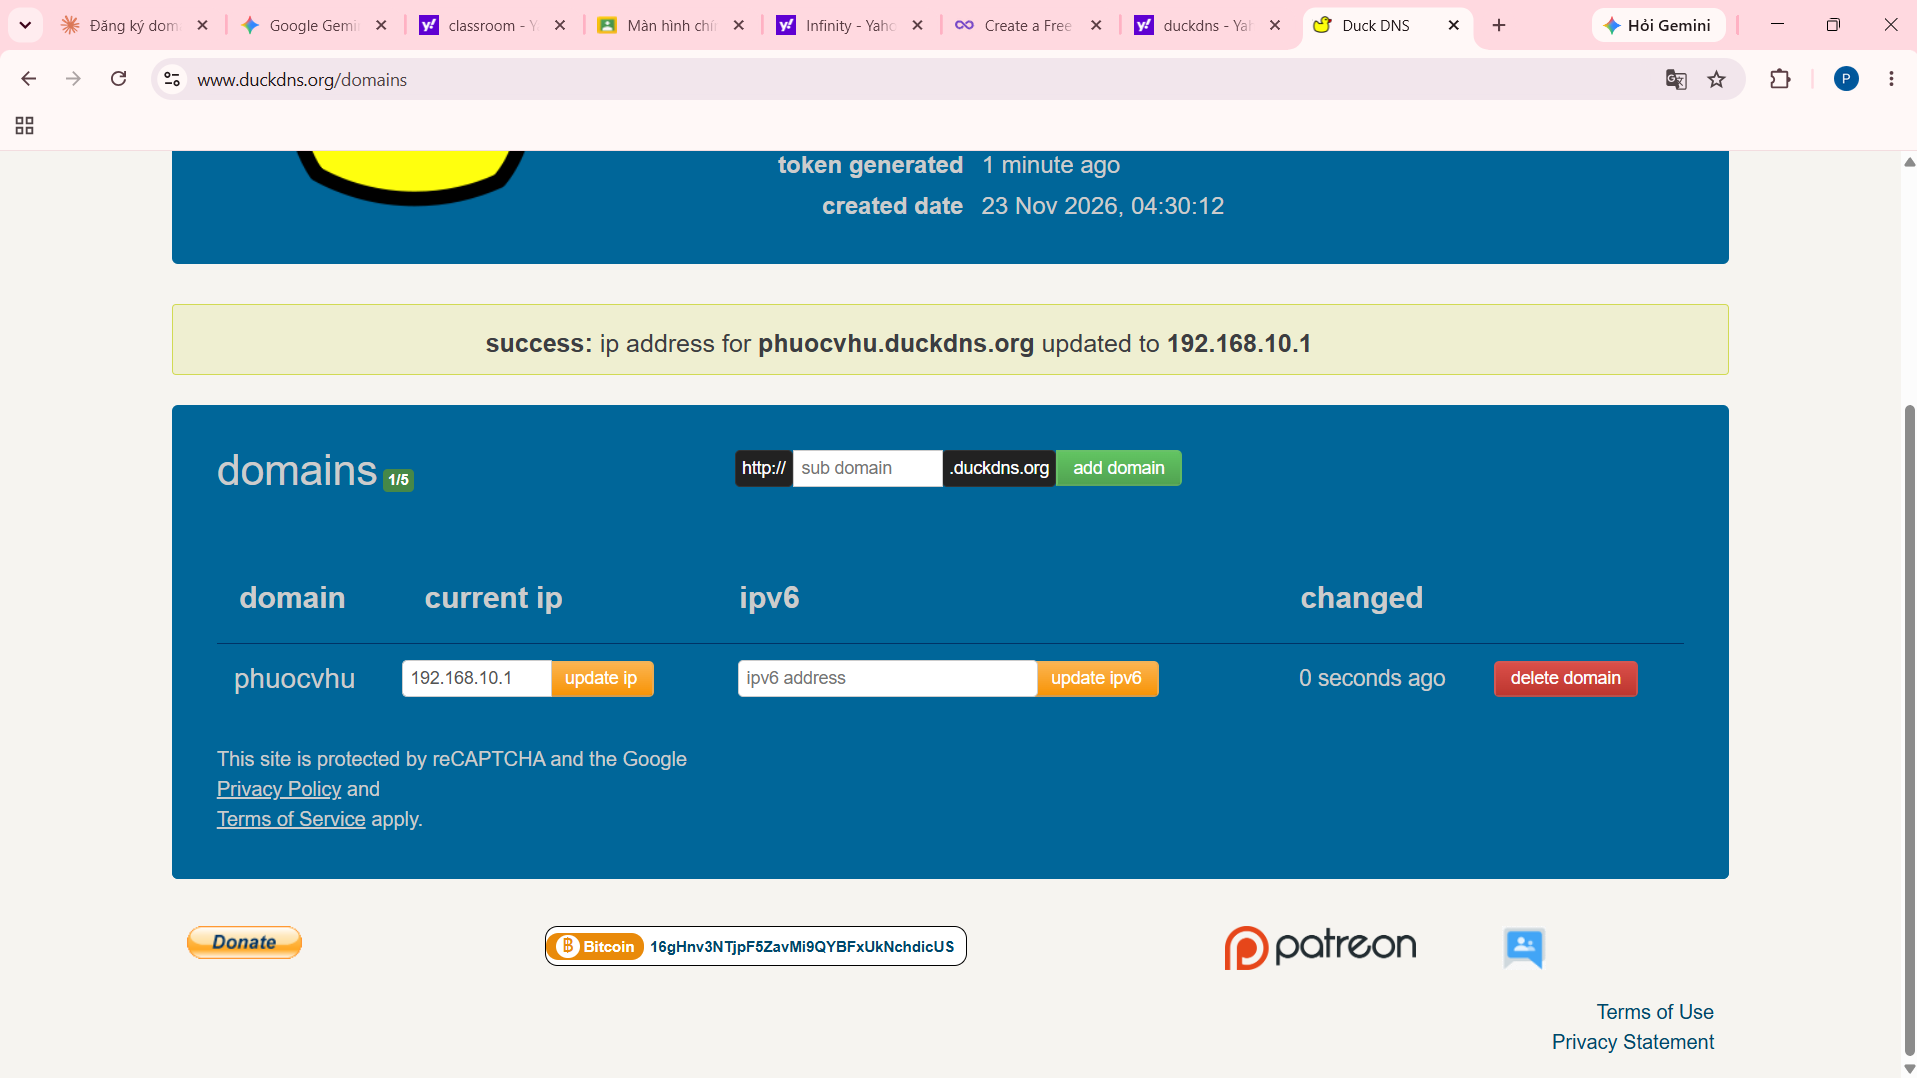 Đăng ký dom
Google Gemi
classroom - Y
Màn hình chí
Infinity - Yaho
Create a Free
duckdns - Yah
Duck DNS
Hỏi Gemini
www.duckdns.org/domains
P
token generated 1 minute ago
created date 23 Nov 2026, 04:30:12
success: ip address for phuocvhu.duckdns.org updated to 192.168.10.1
domains 1/5
http:// sub domain .duckdns.org add domain
domain current ip ipv6 changed
phuocvhu 192.168.10.1 update ip ipv6 address update ipv6 0 seconds ago delete domain
This site is protected by reCAPTCHA and the Google
Privacy Policy and
Terms of Service apply.
Donate
Bitcoin 16gHnv3NTjpF5ZavMi9QYBFxUkNchdicUS
patreon
Terms of Use
Privacy Statement